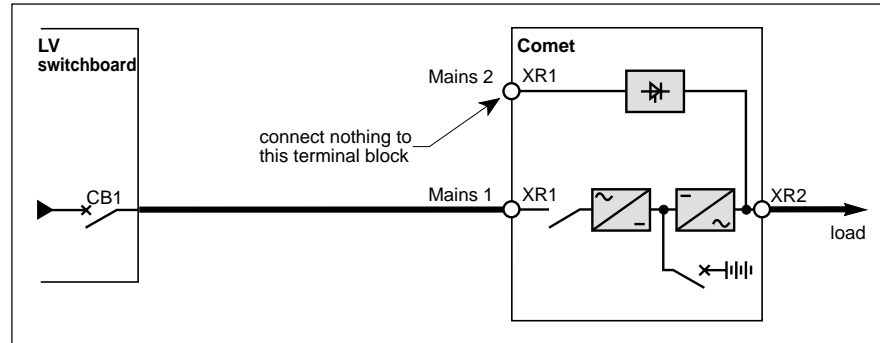 LV
switchboard
Comet
Mains 2
XR1
connect nothing to
this terminal block
CB1
Mains 1
XR1
XR2
load